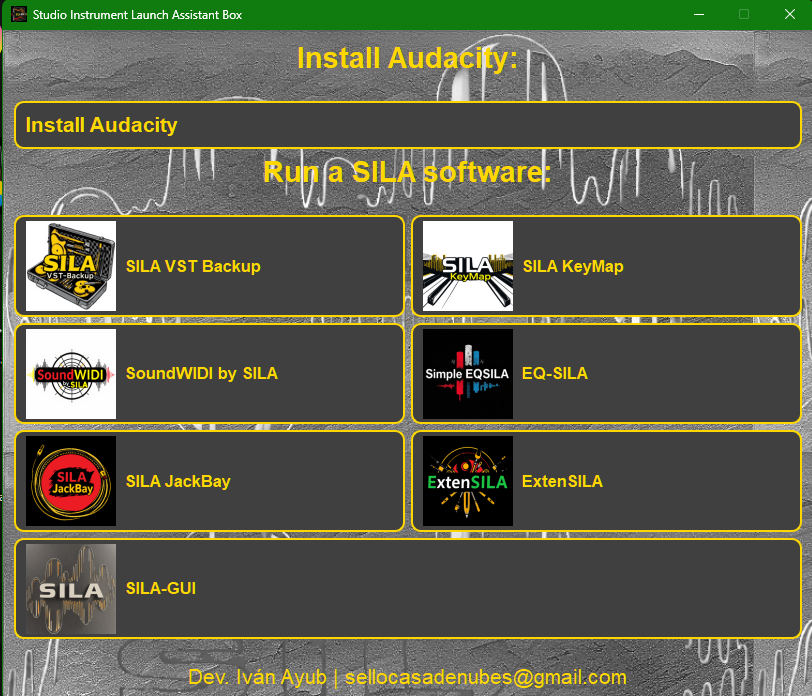 Studio Instrument Launch Assistant Box
Install Audacity:
Install Audacity
Run a SILA software:
SILA
VST-Backup
SILA VST Backup
SILA
KeyMap
SILA KeyMap
SoundWIDI
by SILA
SoundWIDI by SILA
Simple EQSILA
EQ-SILA
SILA
JackBay
SILA JackBay
ExtenSILA
ExtenSILA
SILA
SILA-GUI
Dev. Iván Ayub | sellocasadenubes@gmail.com